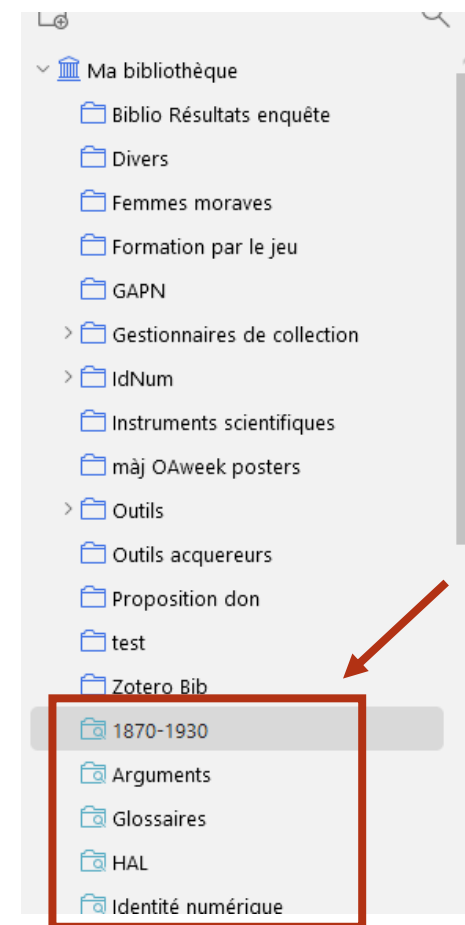 Ma bibliothèque
Biblio Résultats enquête
Divers
Femmes moraves
Formation par le jeu
GAPN
Gestionnaires de collection
IdNum
Instruments scientifiques
màj OAweek posters
Outils
Outils acquereurs
Proposition don
test
Zotero Bib
1870-1930
Arguments
Glossaires
HAL
Identité numérique